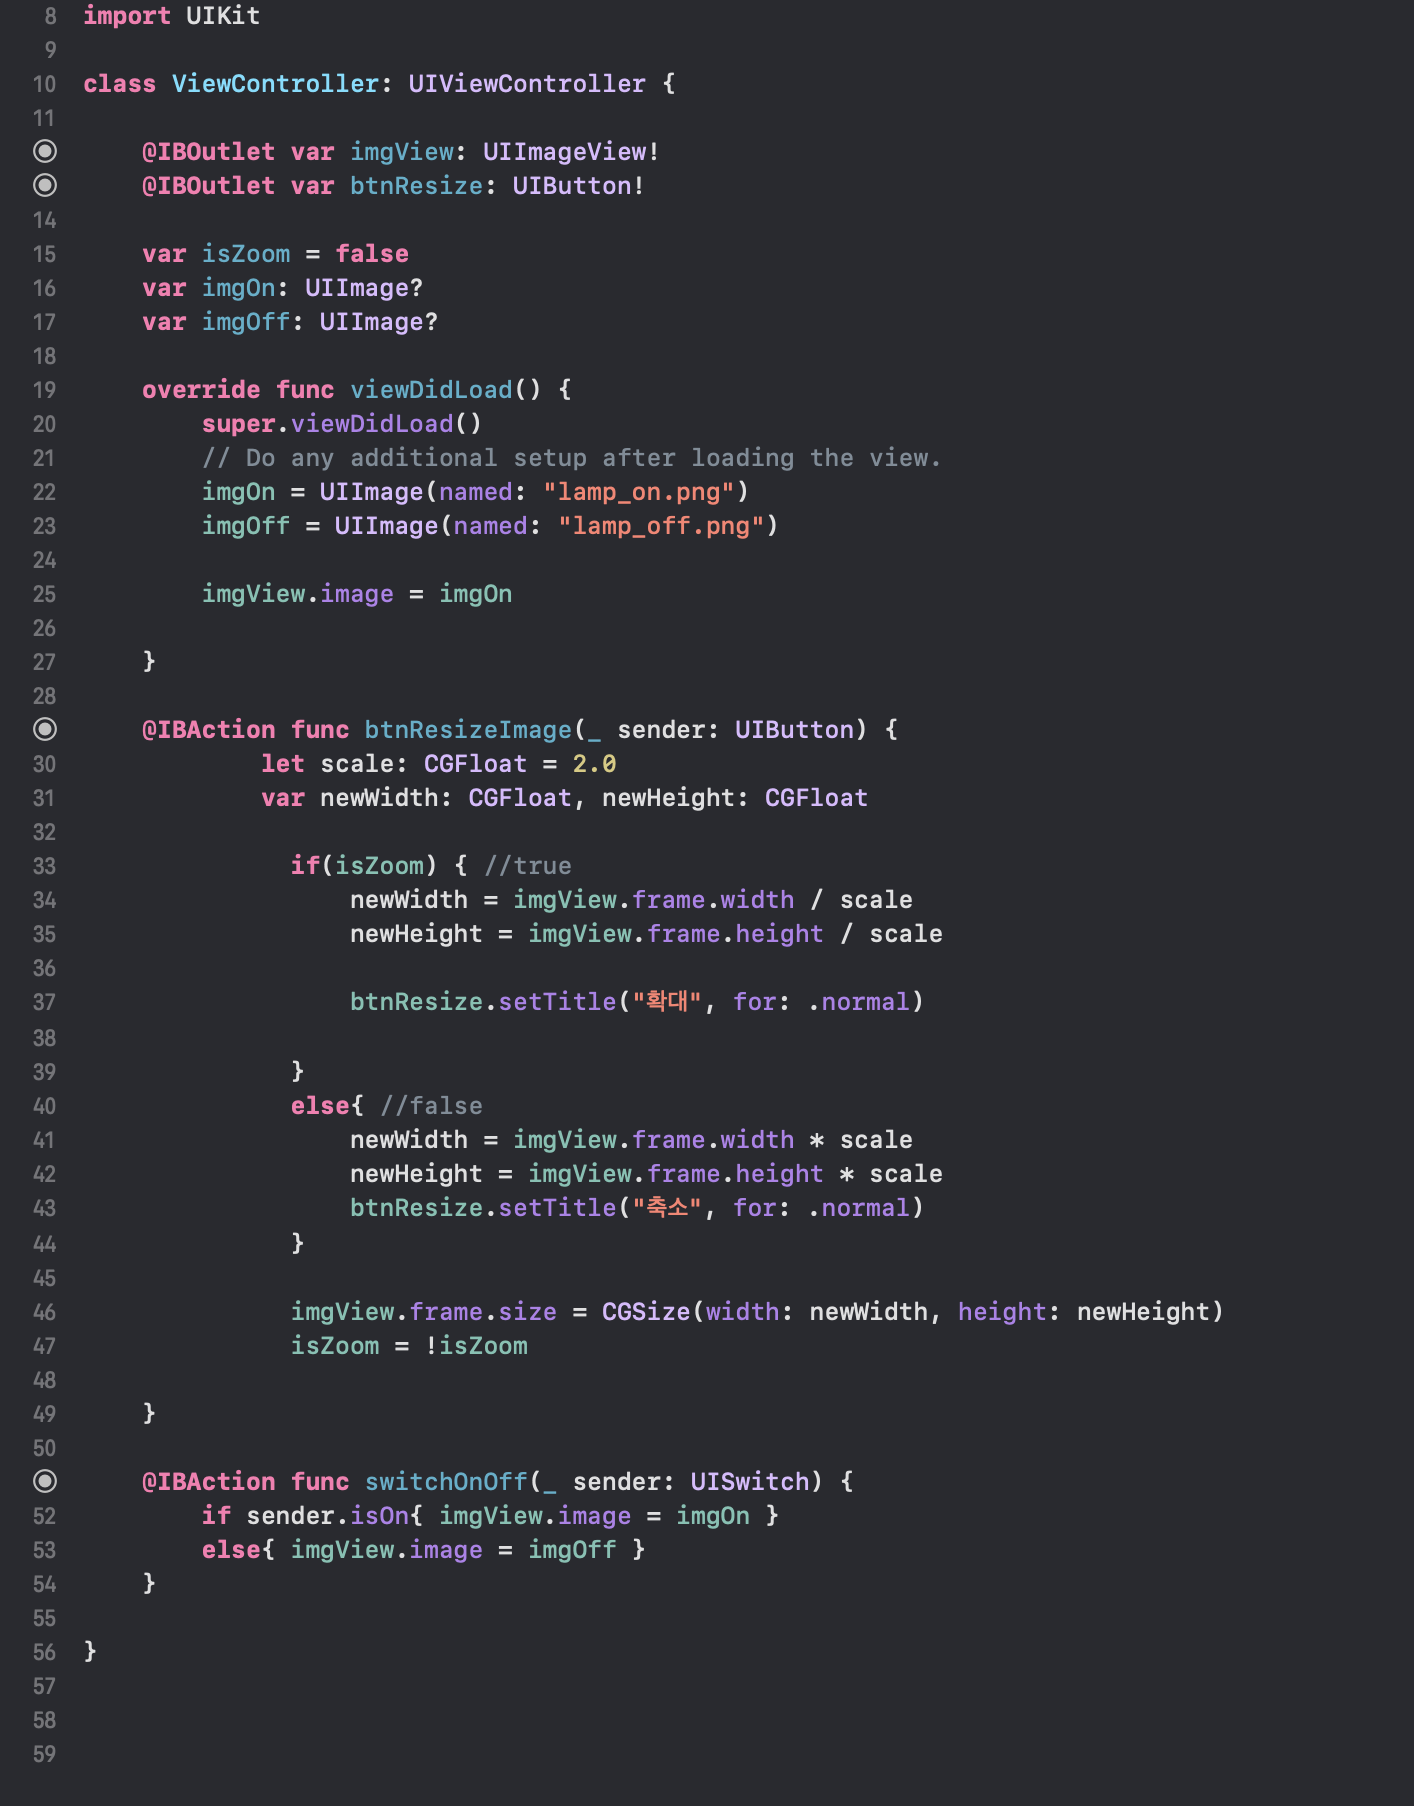 8 import UIKit
9
10 class ViewController: UIViewController {
11
@IBOutlet var imgView: UIImageView!
@IBOutlet var btnResize: UIButton!
14
15 var isZoom = false
16 var imgOn: UIImage?
17 var imgOff: UIImage?
18
19 override func viewDidLoad() {
20 super.viewDidLoad()
21 // Do any additional setup after loading the view.
22 imgOn = UIImage(named: "lamp_on.png")
23 imgOff = UIImage(named: "lamp_off.png")
24
25 imgView.image = imgOn
26
27 }
28
@IBAction func btnResizeImage(_ sender: UIButton) {
30 let scale: CGFloat = 2.0
31 var newWidth: CGFloat, newHeight: CGFloat
32
33 if(isZoom) { //true
34 newWidth = imgView.frame.width / scale
35 newHeight = imgView.frame.height / scale
36
37 btnResize.setTitle("확대", for: .normal)
38
39 }
40 else{ //false
41 newWidth = imgView.frame.width * scale
42 newHeight = imgView.frame.height * scale
43 btnResize.setTitle("축소", for: .normal)
44 }
45
46 imgView.frame.size = CGSize(width: newWidth, height: newHeight)
47 isZoom = !isZoom
48
49 }
50
@IBAction func switchOnOff(_ sender: UISwitch) {
52 if sender.isOn{ imgView.image = imgOn }
53 else{ imgView.image = imgOff }
54 }
55
56 }
57
58
59